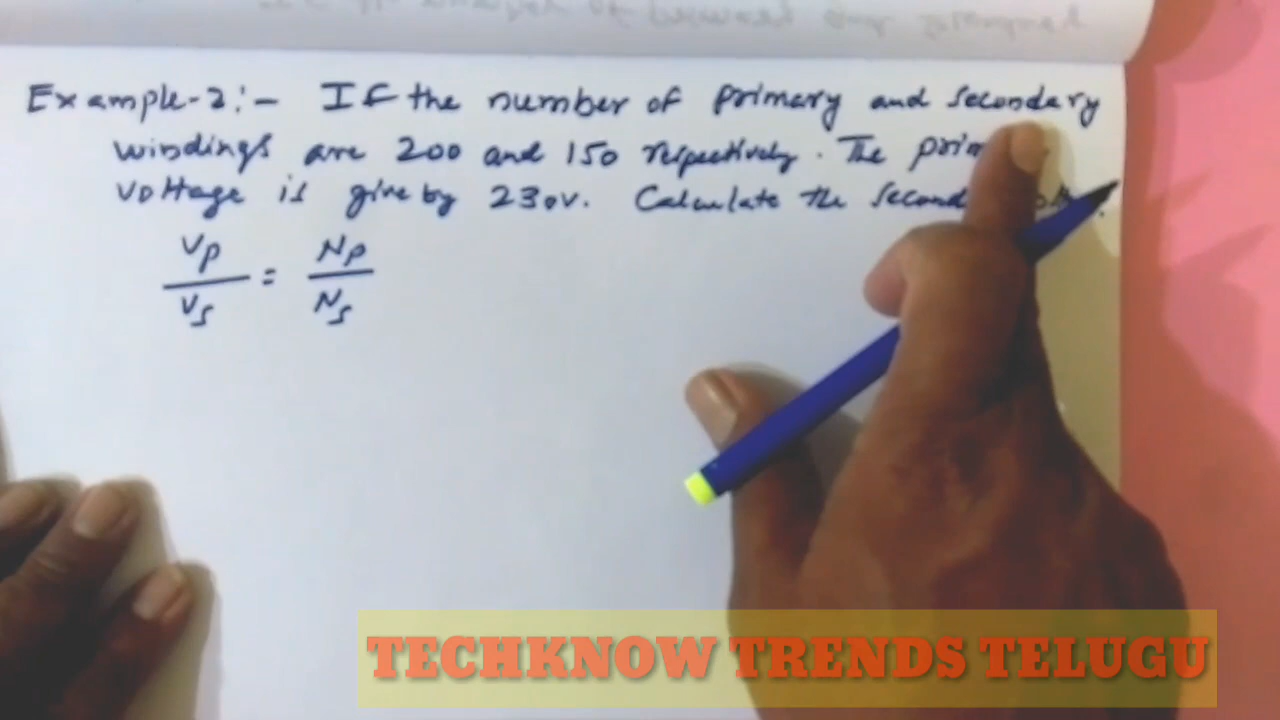 Example-2:- If the number of primary and secondary
windings are 200 and 150 respectively. The
voltage is given by 230V. Calculate the
Vp/Vs = Np/Ns
TECHKNOW TRENDS TELUGU